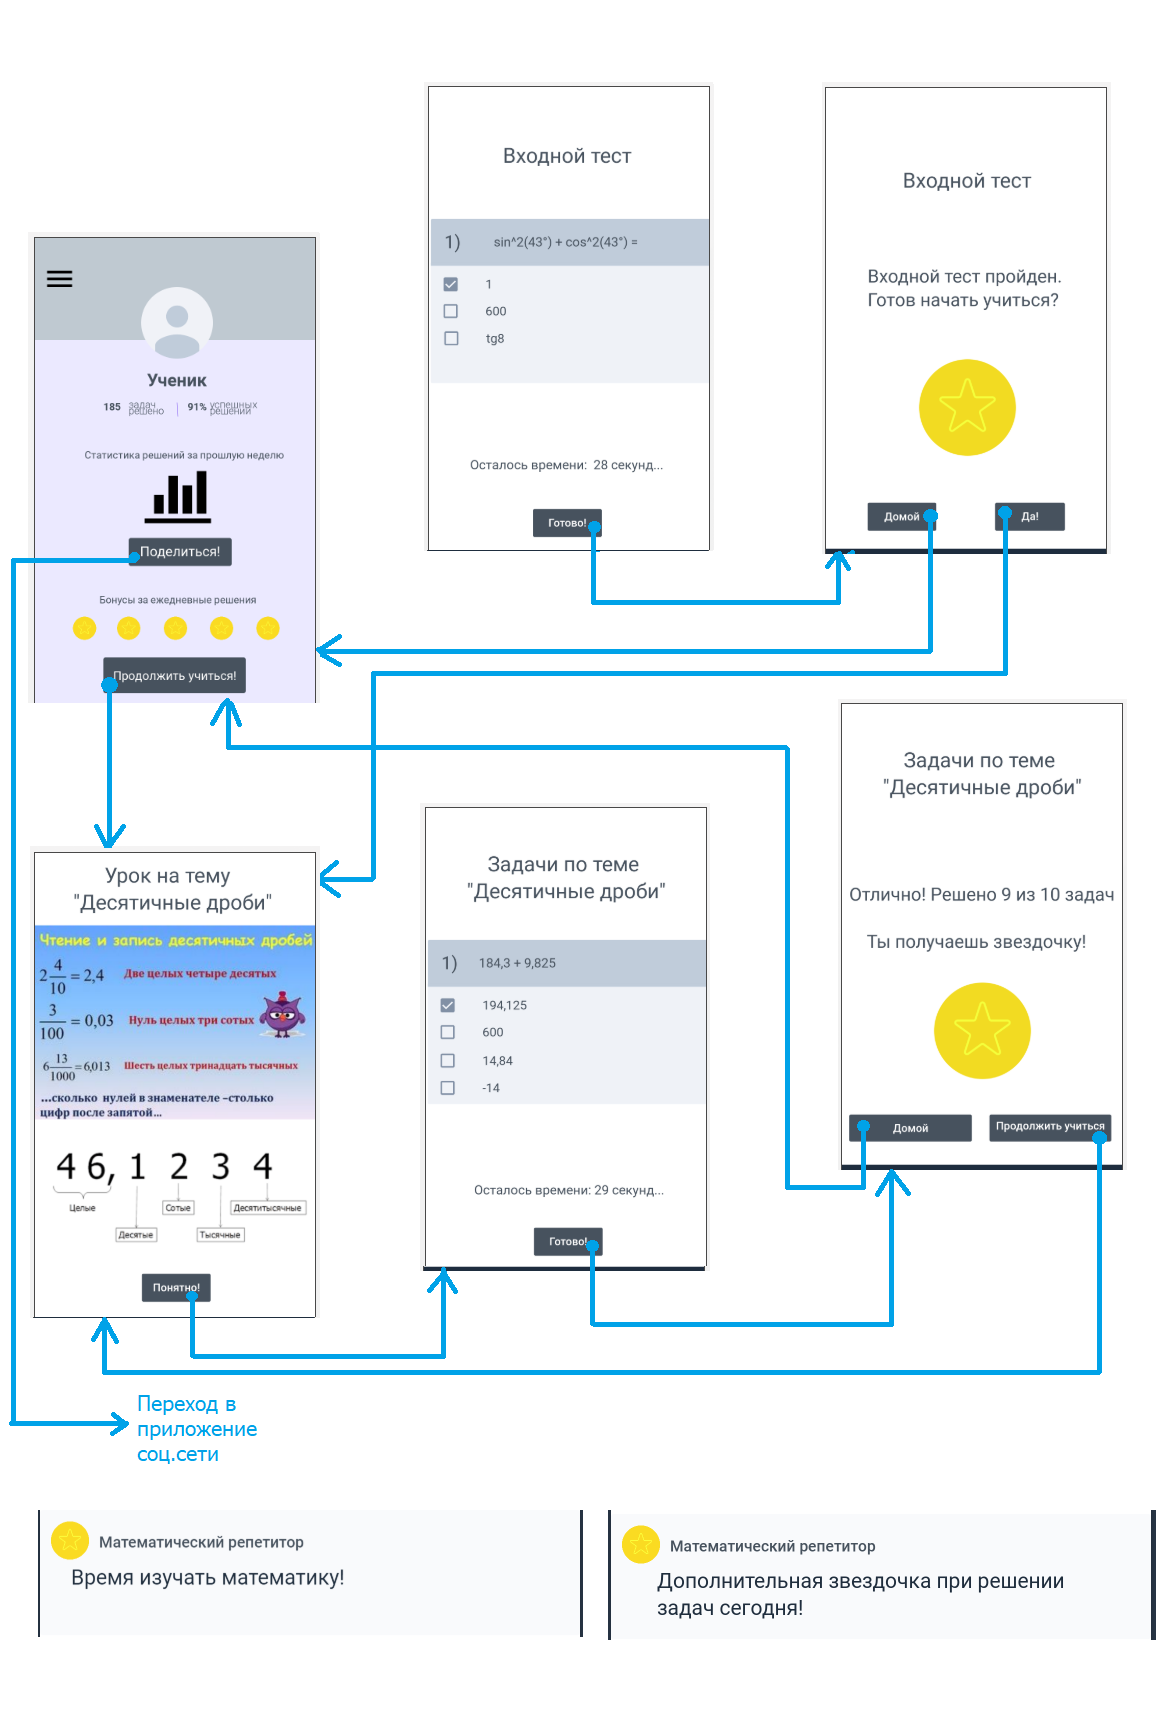 Входной тест
1) sin^2(43°) + cos^2(43°) =
1
600
tg8
Осталось времени: 28 секунд...
Готово!
Входной тест
Входной тест пройден.
Готов начать учиться?
Домой
Да!
Ученик
185 задач решено
91% успешных решений
Статистика решений за прошлую неделю
Поделиться!
Бонусы за ежедневные решения
Продолжить учиться!
Урок на тему
"Десятичные дроби"
Чтение и запись десятичных дробей
2 4/10 = 2,4 Две целых четыре десятых
3/100 = 0,03 Нуль целых три сотых
6 13/1000 = 6,013 Шесть целых тринадцать тысячных
...сколько нулей в знаменателе –столько
цифр после запятой...
4 6, 1 2 3 4
Целые
Сотые
Десятитысячные
Десятые
Тысячные
Понятно!
Задачи по теме
"Десятичные дроби"
1) 184,3 + 9,825
194,125
600
14,84
-14
Осталось времени: 29 секунд...
Готово!
Задачи по теме
"Десятичные дроби"
Отлично! Решено 9 из 10 задач
Ты получаешь звездочку!
Домой
Продолжить учиться
Переход в
приложение
соц.сети
Математический репетитор
Время изучать математику!
Математический репетитор
Дополнительная звездочка при решении
задач сегодня!